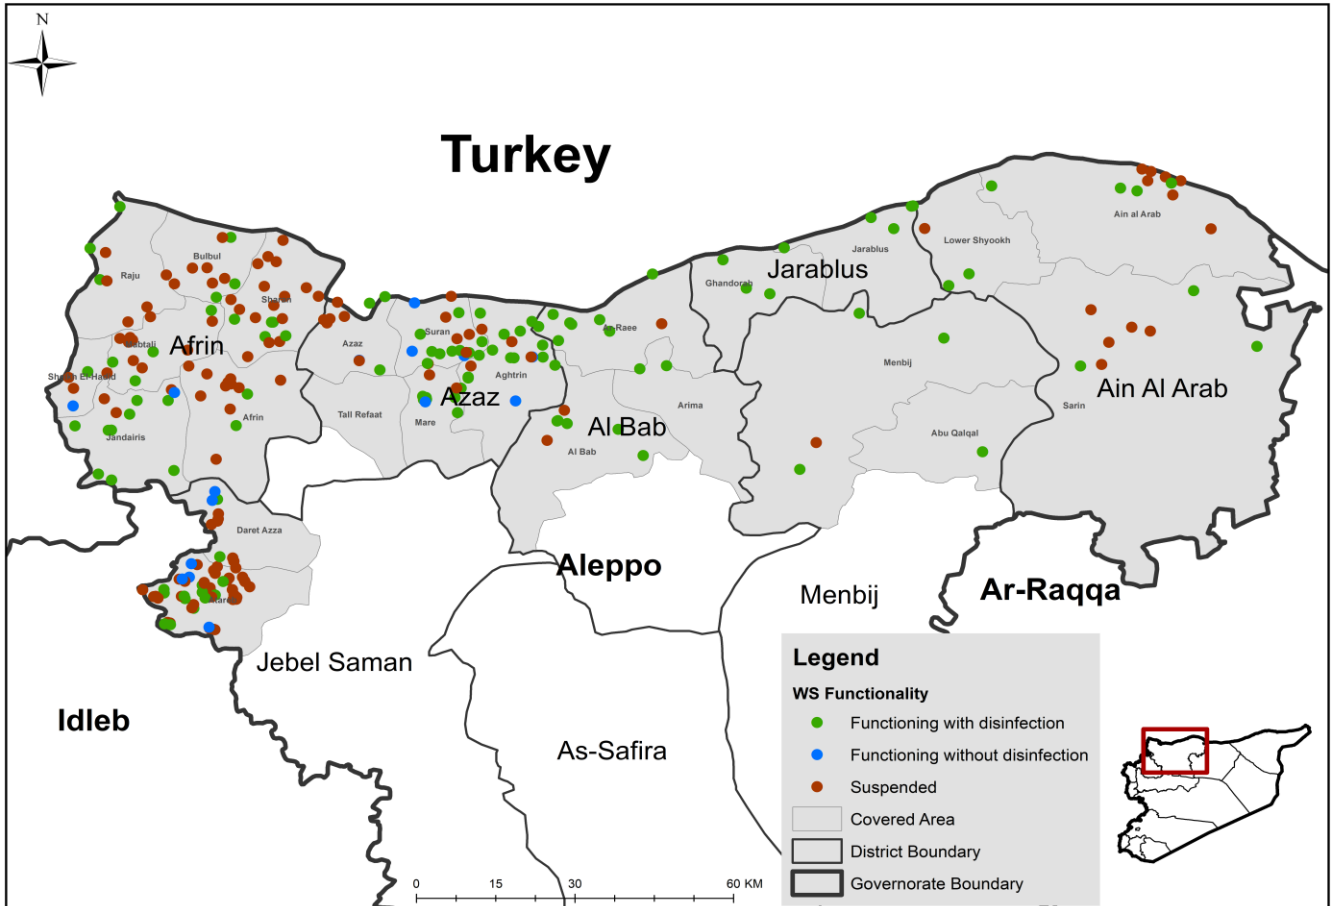 N
Turkey
Bulbul
Raju
Sharan
Afrin
Sheikh El-Hadid
Jandairis
Afrin
Azaz
Suran
Aghtrin
Azaz
Tall Refaat
Mare
Ar-Raee
Al Bab
Arima
Al Bab
Ghandorah
Jarablus
Jarablus
Lower Shyookh
Ain al Arab
Menbij
Abu Qalqal
Sarin
Ain Al Arab
Daret Azza
Aleppo
Menbij
Ar-Raqqa
Jebel Saman
As-Safira
Idleb
Legend
WS Functionality
Functioning with disinfection
Functioning without disinfection
Suspended
Covered Area
District Boundary
Governorate Boundary
0 15 30 60 KM